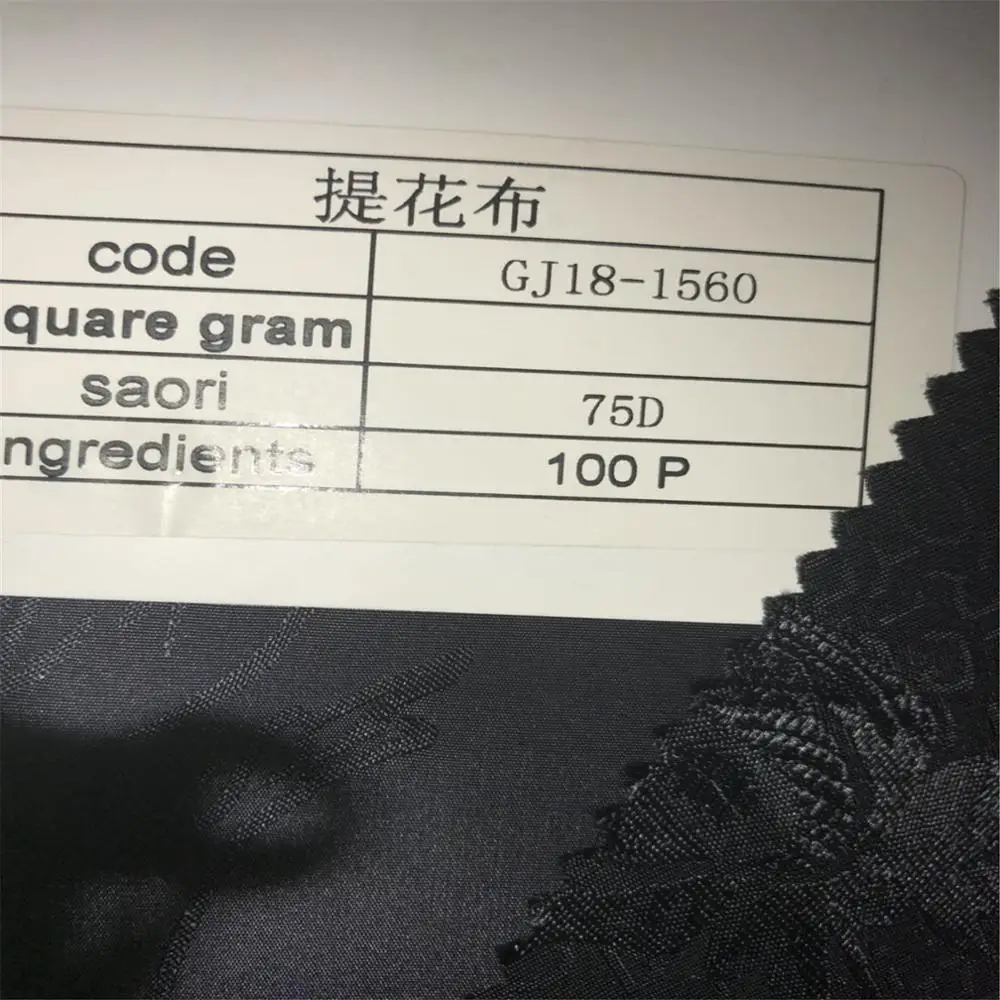 提花布
code GJ18-1560
quare gram
saori 75D
ngredients 100 P